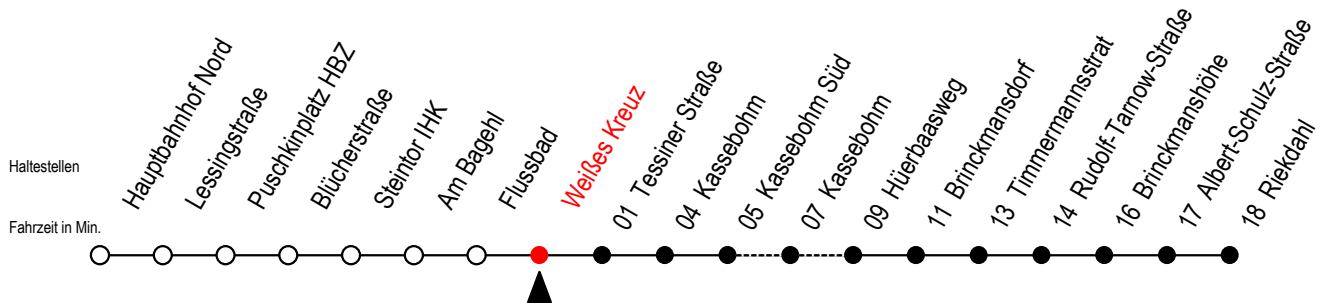 Haltestellen
Fahrzeit in Min.
Hauptbahnhof Nord
Lessingstraße
Puschkinplatz HBZ
Blücherstraße
Steintor IHK
Am Bagehl
Flussbad
Weißes Kreuz
01 Tessiner Straße
04 Kassebohm
05 Kassebohm Süd
07 Kassebohm
09 Hüerbaasweg
11 Brinckmansdorf
13 Timmermannsstrat
14 Rudolf-Tarnow-Straße
16 Brinckmanshöhe
17 Albert-Schulz-Straße
18 Riekdahl